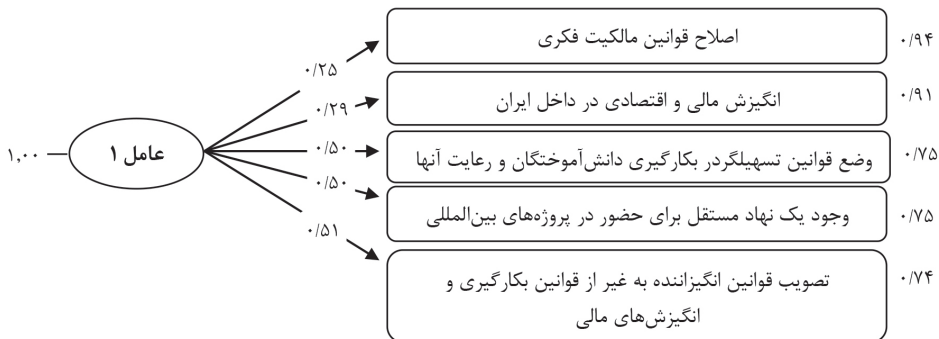 اصلاح قوانین مالکیت فکری
۰/۹۴
۰/۲۵
انگیزش مالی و اقتصادی در داخل ایران
۰/۹۱
۰/۲۹
۱,۰۰
عامل ۱
وضع قوانین تسهیلگردر بکارگیری دانش‌آموختگان و رعایت آنها
۰/۷۵
۰/۵۰
وجود یک نهاد مستقل برای حضور در پروژه‌های بین‌المللی
۰/۷۵
۰/۵۰
تصویب قوانین انگیزاننده به غیر از قوانین بکارگیری و
انگیزش‌های مالی
۰/۷۴
۰/۵۱